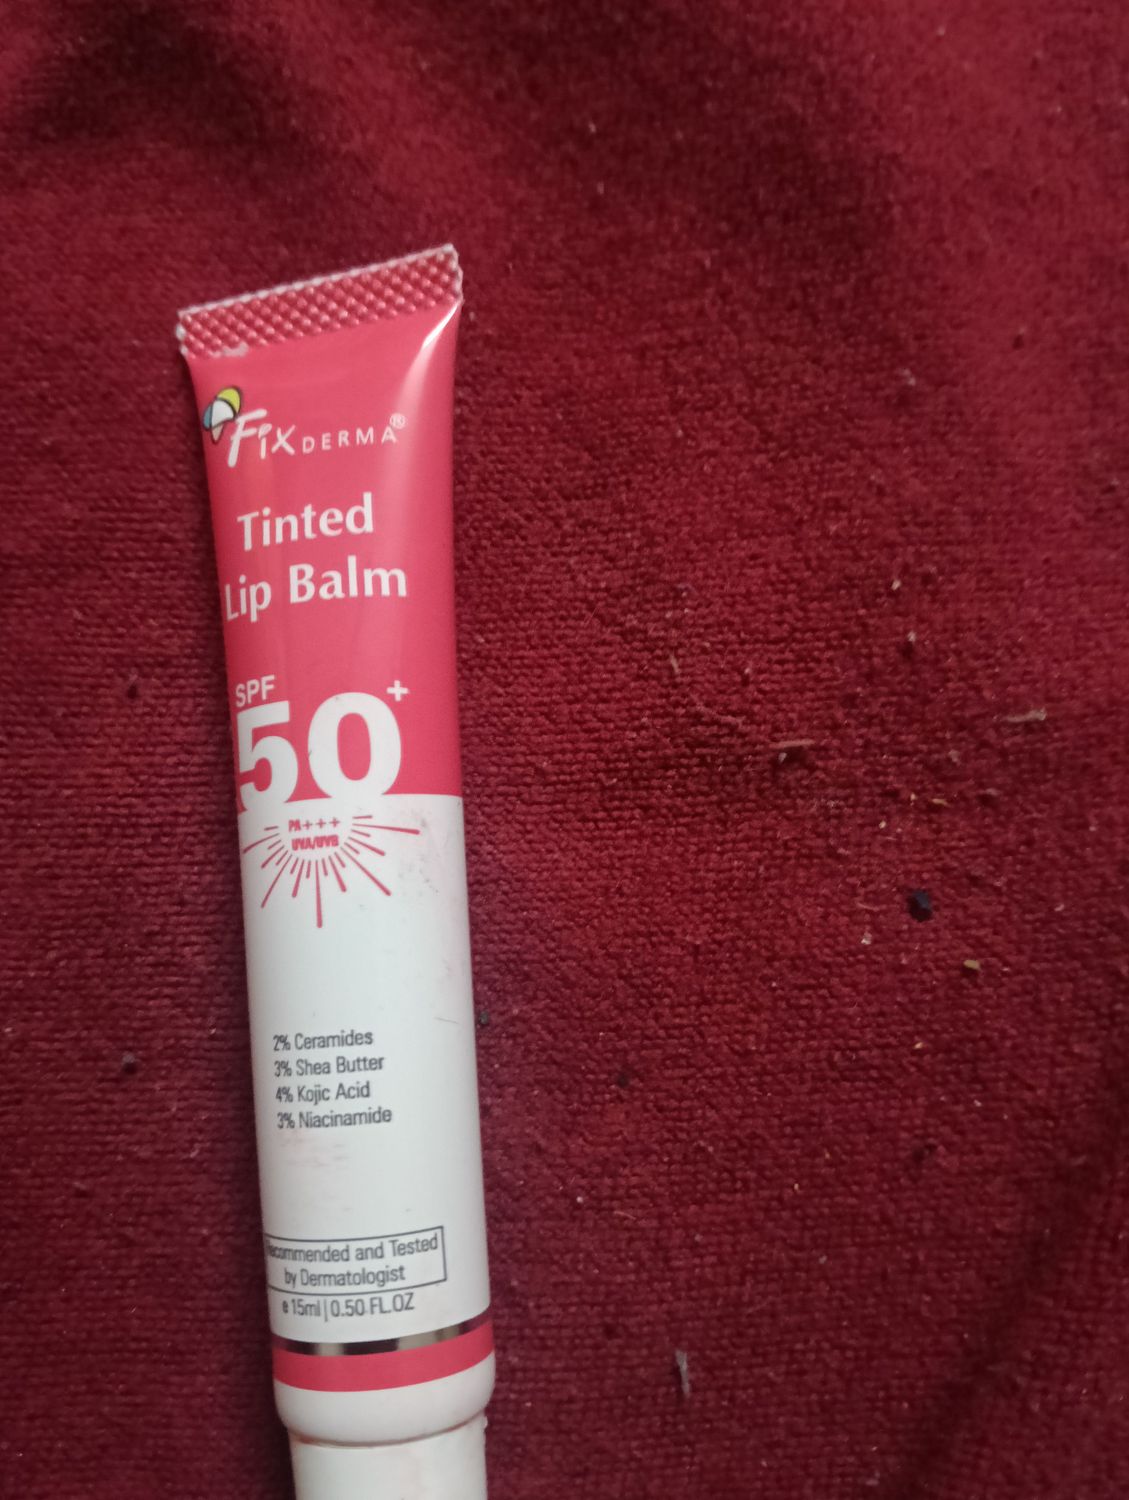 FixDERMA®
Tinted
Lip Balm
SPF
50+
PA+++
UVA/UVB
2% Ceramides
3% Shea Butter
4% Kojic Acid
3% Niacinamide
Recommended and Tested
by Dermatologist
e 15ml | 0.50 FL.OZ